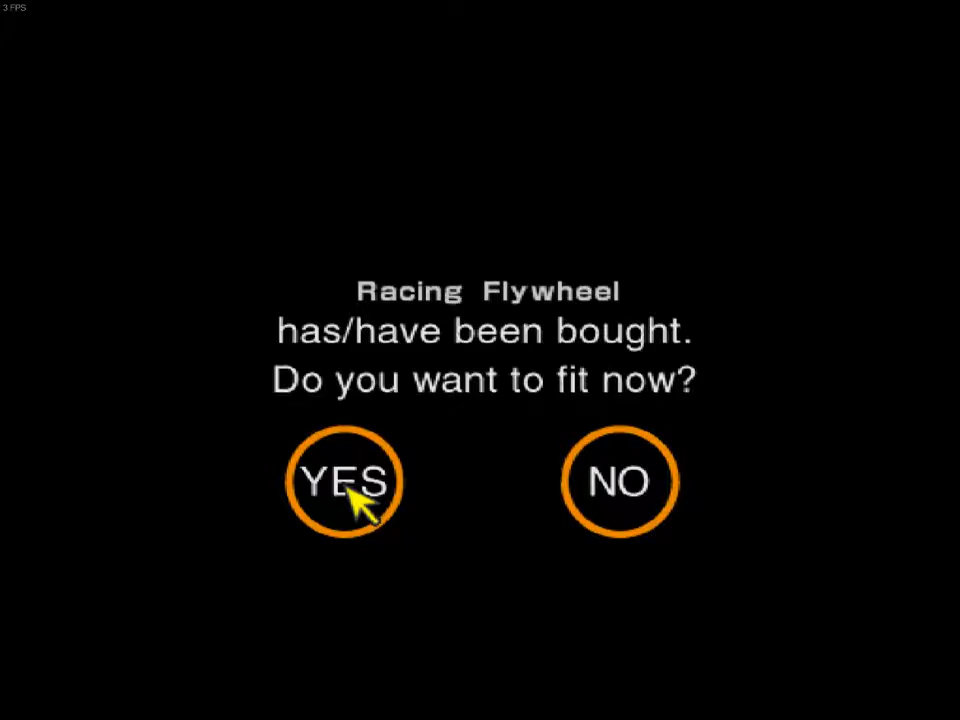 3 FPS
Racing Flywheel
has/have been bought.
Do you want to fit now?
YES NO